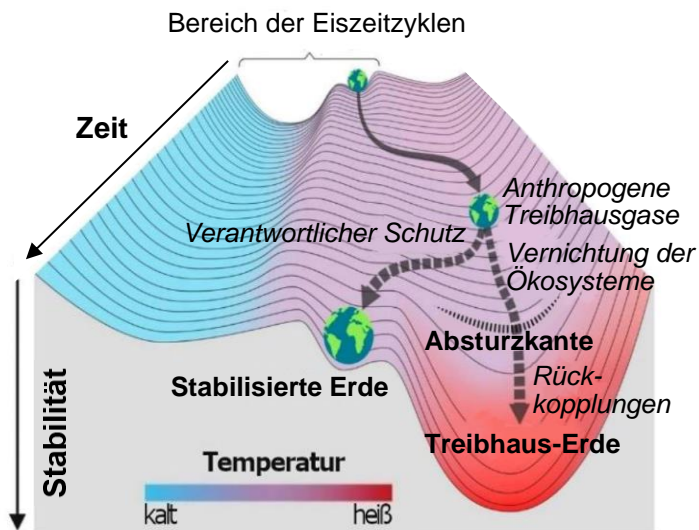 Bereich der Eiszeitzyklen
Zeit
Anthropogene
Treibhausgase
Verantwortlicher Schutz
Vernichtung der
Ökosysteme
Absturzkante
Stabilisierte Erde
Rück-
kopplungen
Treibhaus-Erde
Stabilität
Temperatur
kalt
heiß